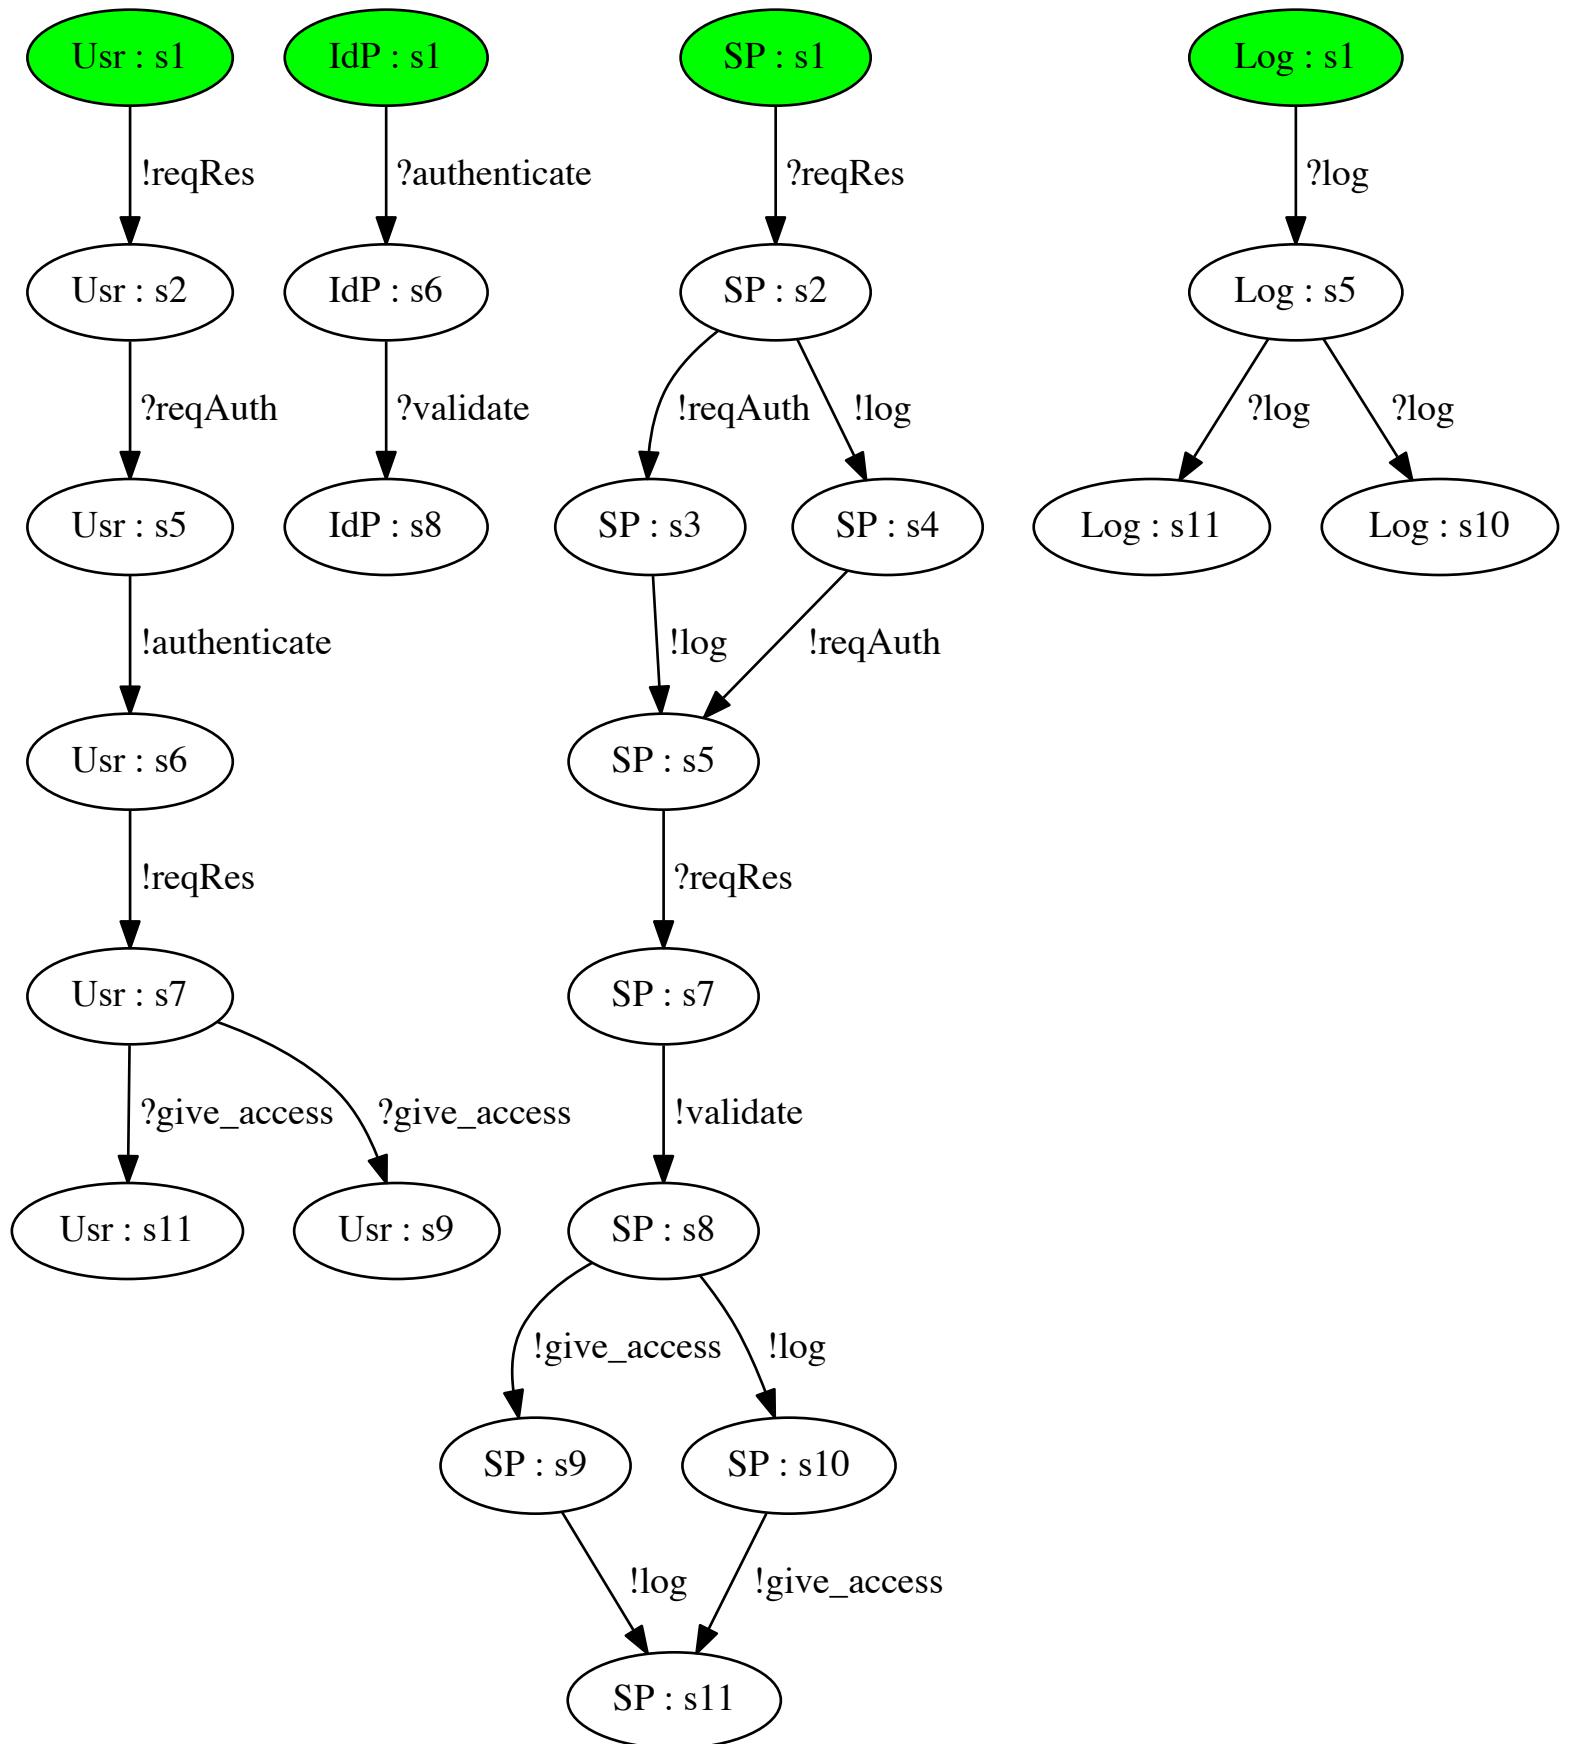 Usr : s1
IdP : s1
SP : s1
Log : s1
!reqRes
?authenticate
?reqRes
?log
Usr : s2
IdP : s6
SP : s2
Log : s5
?reqAuth
?validate
!reqAuth
!log
?log
?log
Usr : s5
IdP : s8
SP : s3
SP : s4
Log : s11
Log : s10
!authenticate
!log
!reqAuth
Usr : s6
SP : s5
!reqRes
?reqRes
Usr : s7
SP : s7
?give_access
?give_access
!validate
Usr : s11
Usr : s9
SP : s8
!give_access
!log
SP : s9
SP : s10
!log
!give_access
SP : s11